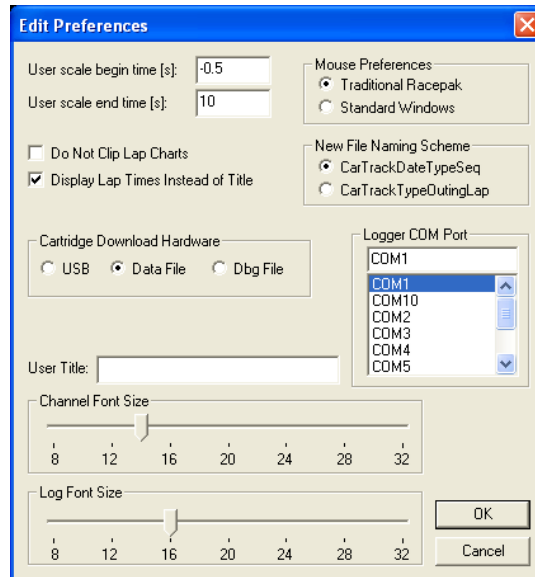 Edit Preferences
User scale begin time [s]: -0.5
User scale end time [s]: 10
Mouse Preferences
Traditional Racepak
Standard Windows
Do Not Clip Lap Charts
Display Lap Times Instead of Title
New File Naming Scheme
CarTrackDateTypeSeq
CarTrackTypeOutingLap
Cartridge Download Hardware
USB Data File Dbg File
Logger COM Port
COM1
COM1
COM10
COM2
COM3
COM4
COM5
User Title:
Channel Font Size
8 12 16 20 24 28 32
Log Font Size
8 12 16 20 24 28 32
OK
Cancel